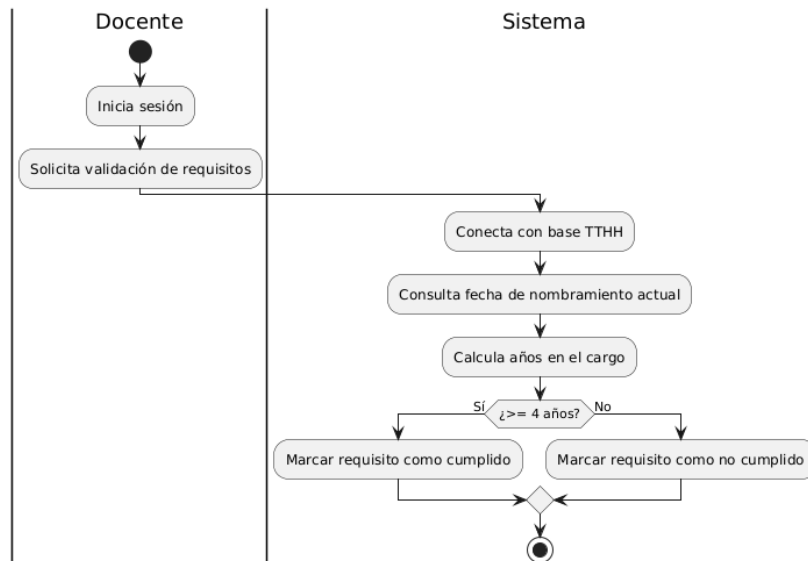 Docente
Sistema
Inicia sesión
Solicita validación de requisitos
Conecta con base TTHH
Consulta fecha de nombramiento actual
Calcula años en el cargo
Sí
¿>= 4 años?
No
Marcar requisito como cumplido
Marcar requisito como no cumplido